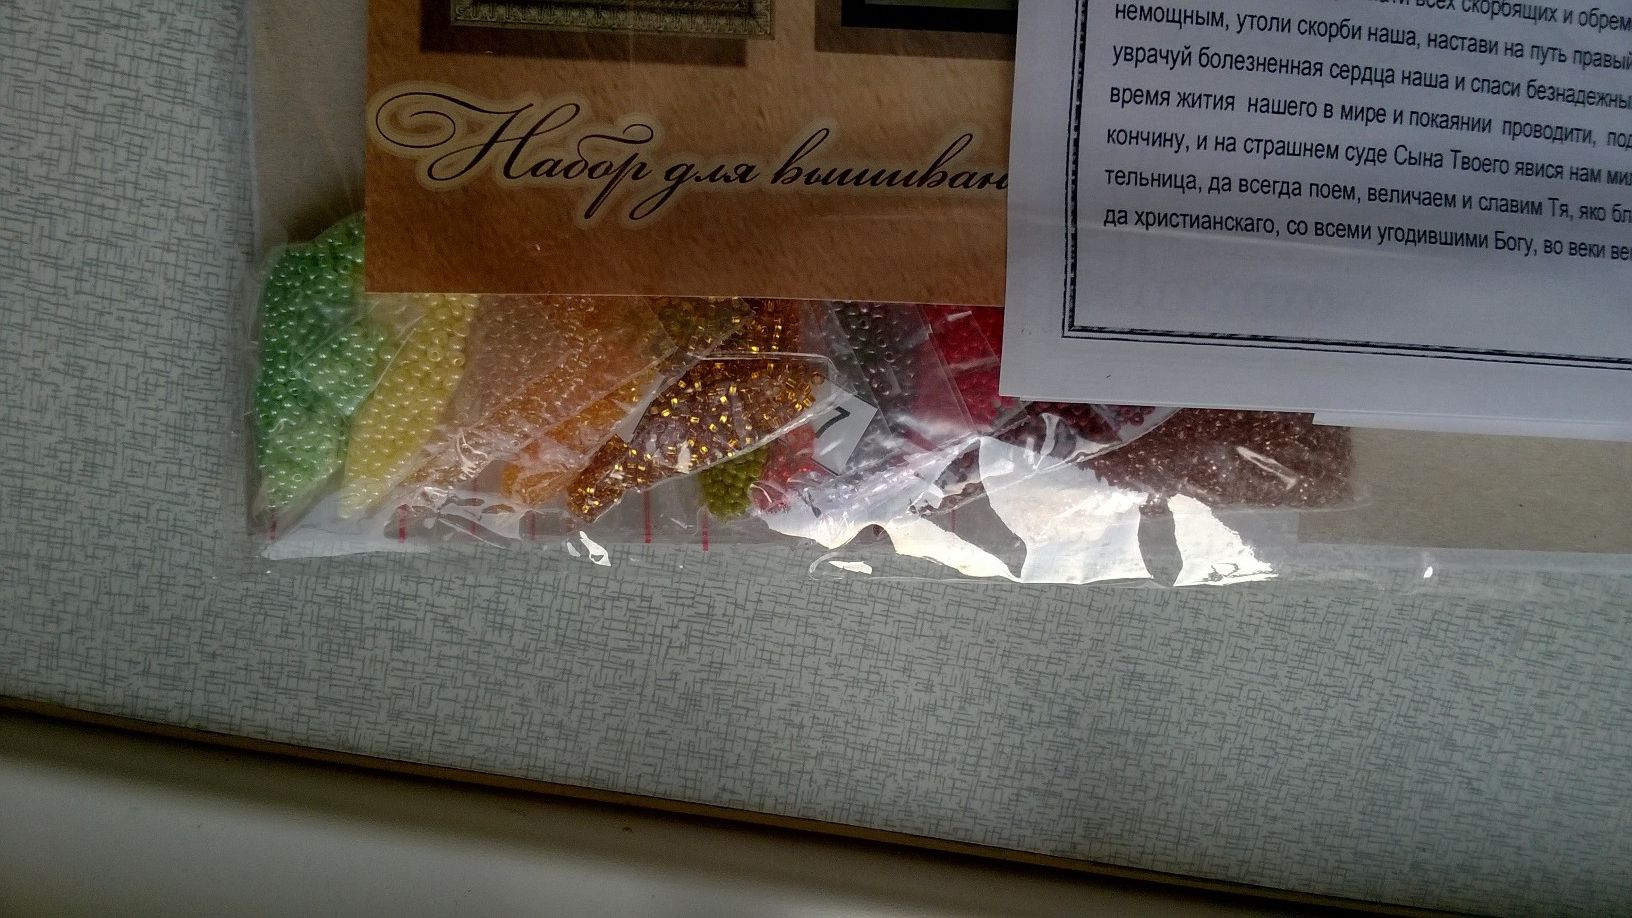 Набор для вышиван
всех скорбящих и обрем
немощным, утоли скорби наша, настави на путь правый
уврачуй болезненная сердца наша и спаси безнадежны
время жития нашего в мире и покаянии проводити, под
кончину, и на страшнем суде Сына Твоего явися нам ми
тельница, да всегда поем, величаем и славим Тя, яко бл
да христианскаго, со всеми угодившими Богу, во веки ве
7